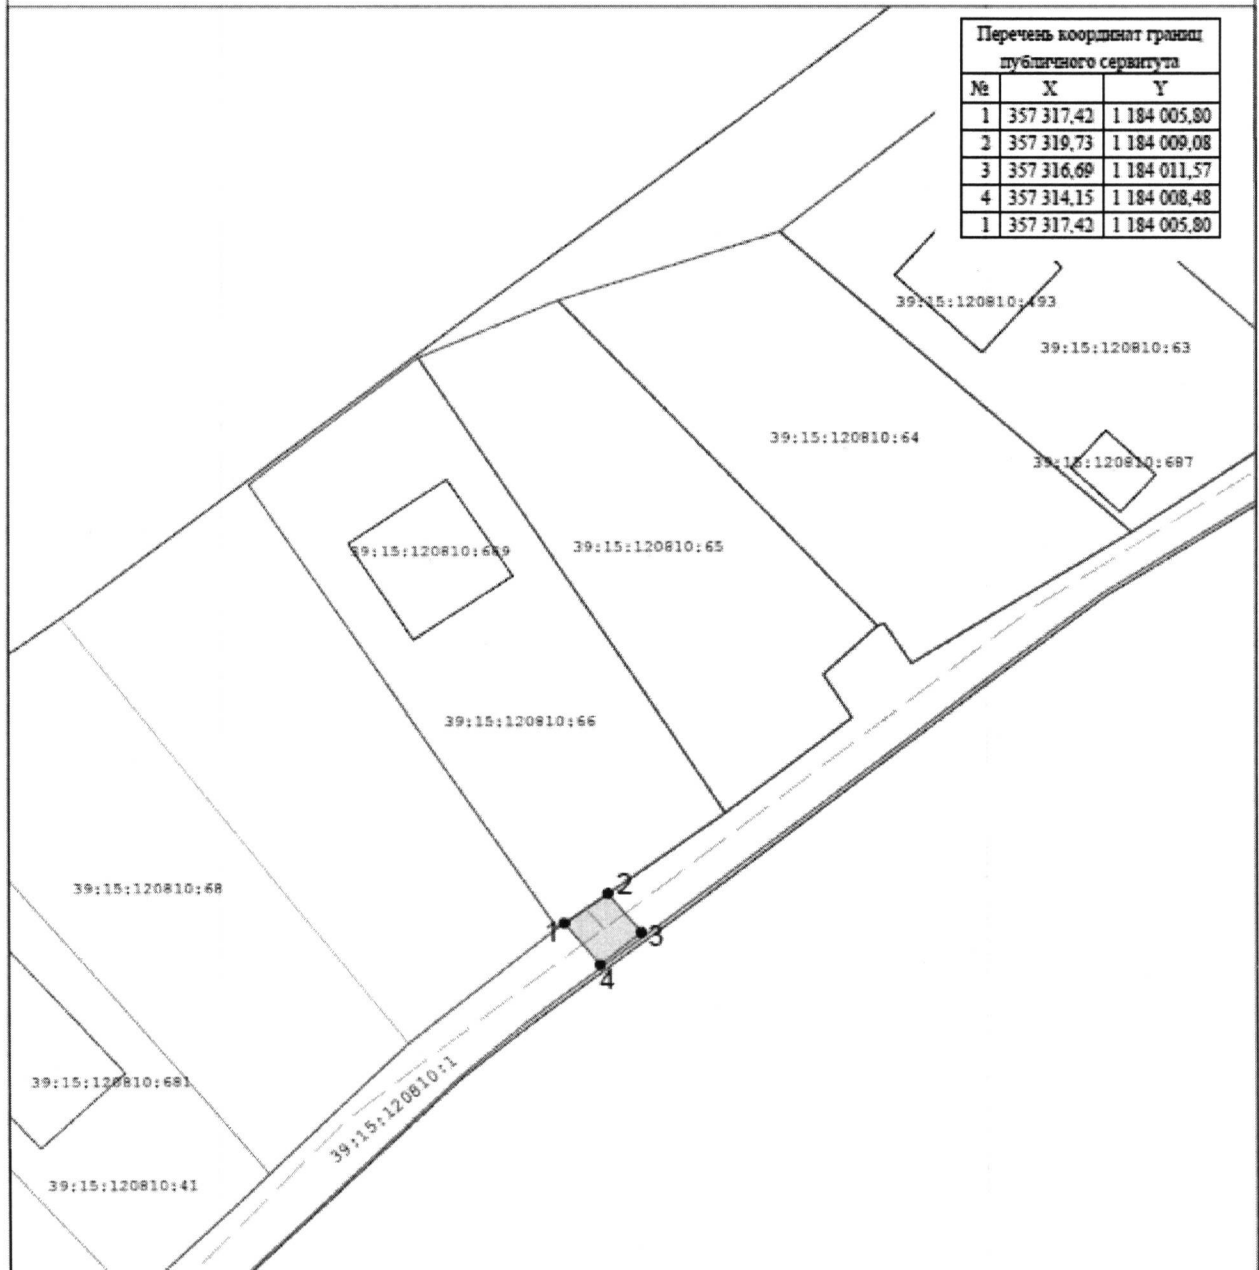 Перечень координат границ
публичного сервитута
№ X Y
1 357 317,42 1 184 005,80
2 357 319,73 1 184 009,08
3 357 316,69 1 184 011,57
4 357 314,15 1 184 008,48
1 357 317,42 1 184 005,80
39:15:120810:493
39:15:120810:63
39:15:120810:64
39:15:120810:687
39:15:120810:689
39:15:120810:65
39:15:120810:66
39:15:120810:68
2
1
3
4
39:15:120810:681
39:15:120810:1
39:15:120810:41